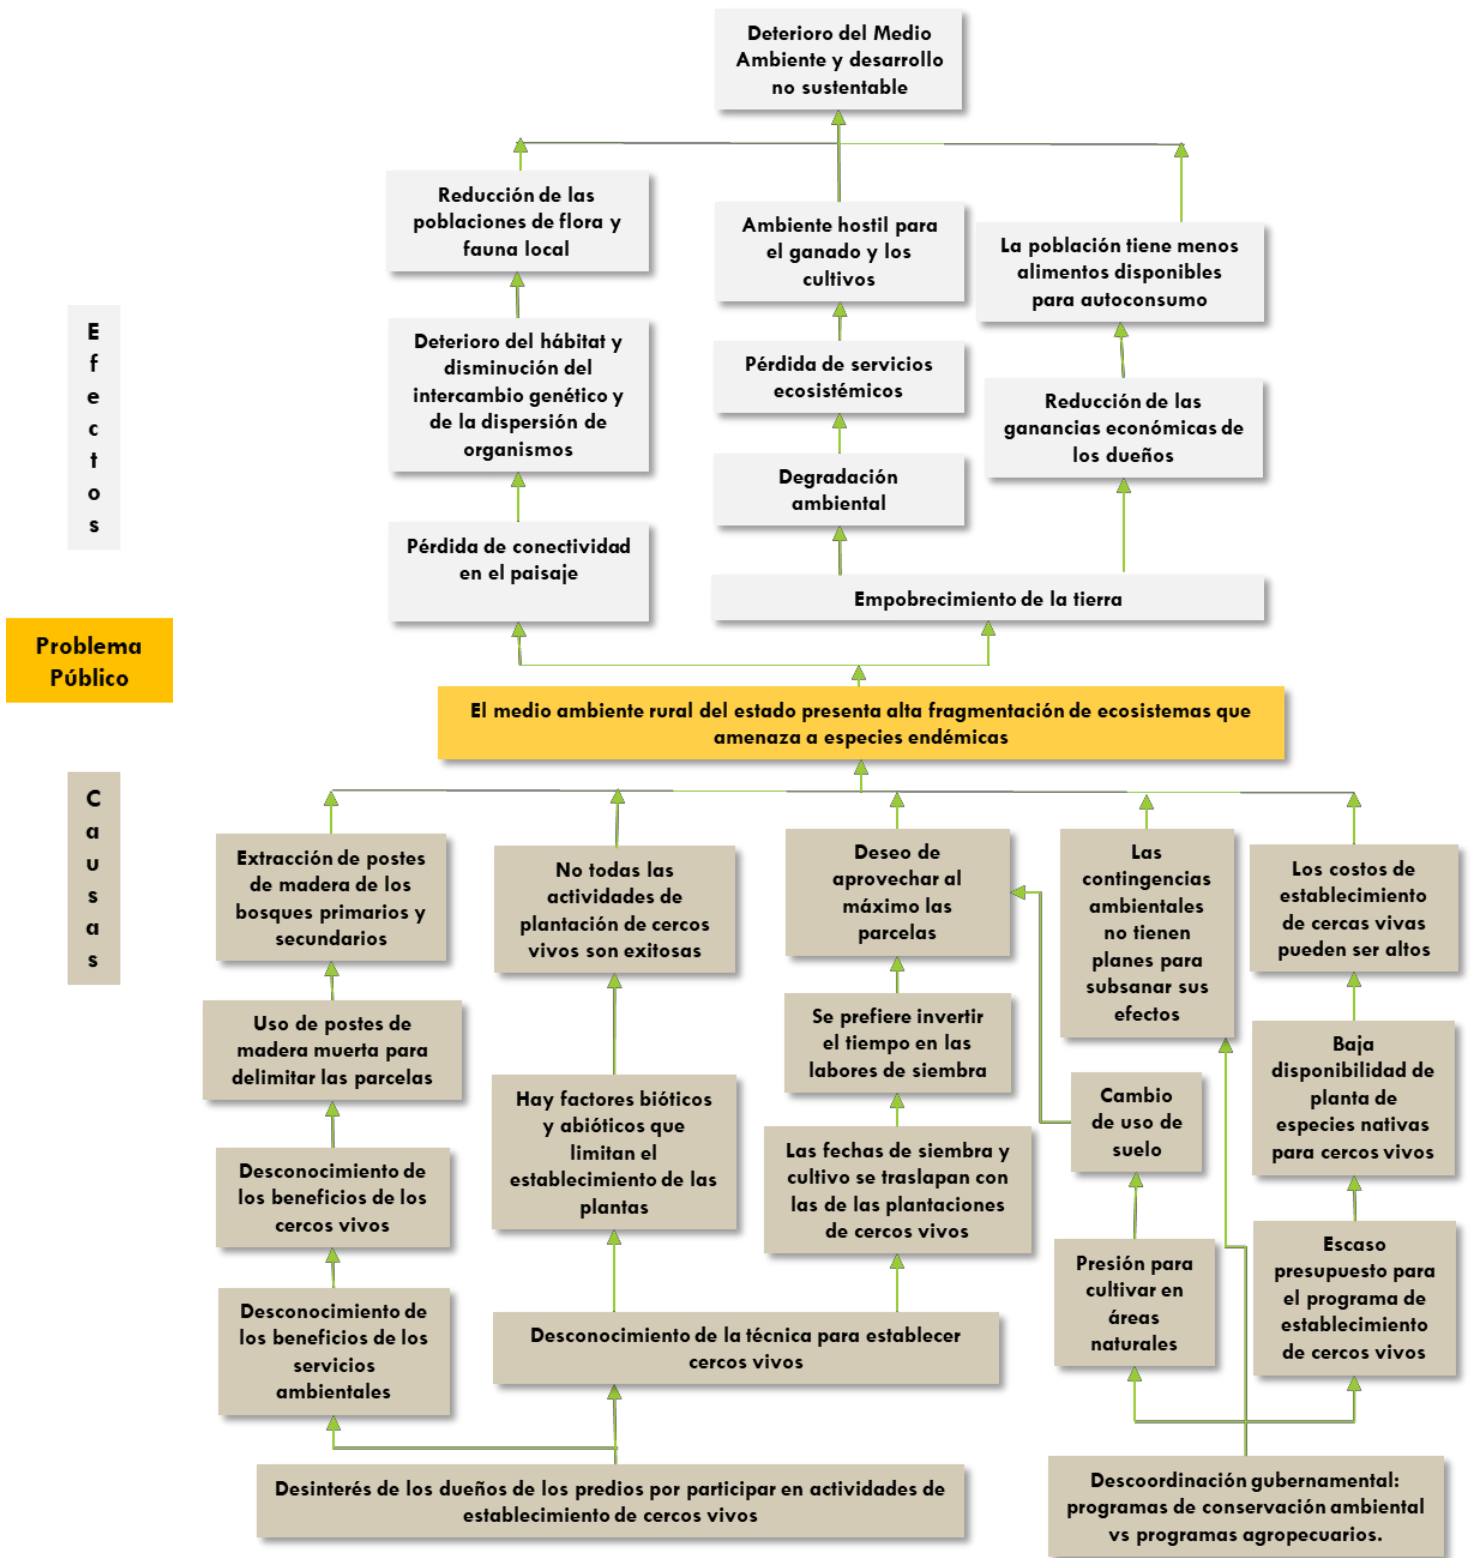 Deterioro del Medio
Ambiente y desarrollo
no sustentable
Reducción de las
poblaciones de flora y
fauna local
Ambiente hostil para
el ganado y los
cultivos
La población tiene menos
alimentos disponibles
para autoconsumo
Efectos
Deterioro del hábitat y
disminución del
intercambio genético y
de la dispersión de
organismos
Pérdida de servicios
ecosistémicos
Reducción de las
ganancias económicas de
los dueños
Degradación
ambiental
Pérdida de conectividad
en el paisaje
Empobrecimiento de la tierra
Problema
Público
El medio ambiente rural del estado presenta alta fragmentación de ecosistemas que
amenaza a especies endémicas
Causas
Extracción de postes
de madera de los
bosques primarios y
secundarios
No todas las
actividades de
plantación de cercos
vivos son exitosas
Deseo de
aprovechar al
máximo las
parcelas
Las
contingencias
ambientales
no tienen
planes para
subsanar sus
efectos
Los costos de
establecimiento
de cercas vivas
pueden ser altos
Uso de postes de
madera muerta para
delimitar las parcelas
Se prefiere invertir
el tiempo en las
labores de siembra
Baja
disponibilidad de
planta de
especies nativas
para cercos vivos
Hay factores bióticos
y abióticos que
limitan el
establecimiento de las
plantas
Cambio
de uso de
suelo
Desconocimiento de
los beneficios de los
cercos vivos
Las fechas de siembra y
cultivo se traslapan con
las de las plantaciones
de cercos vivos
Presión para
cultivar en
áreas
naturales
Escaso
presupuesto para
el programa de
establecimiento
de cercos vivos
Desconocimiento de
los beneficios de los
servicios
ambientales
Desconocimiento de la técnica para establecer
cercos vivos
Desinterés de los dueños de los predios por participar en actividades de
establecimiento de cercos vivos
Descoordinación gubernamental:
programas de conservación ambiental
vs programas agropecuarios.